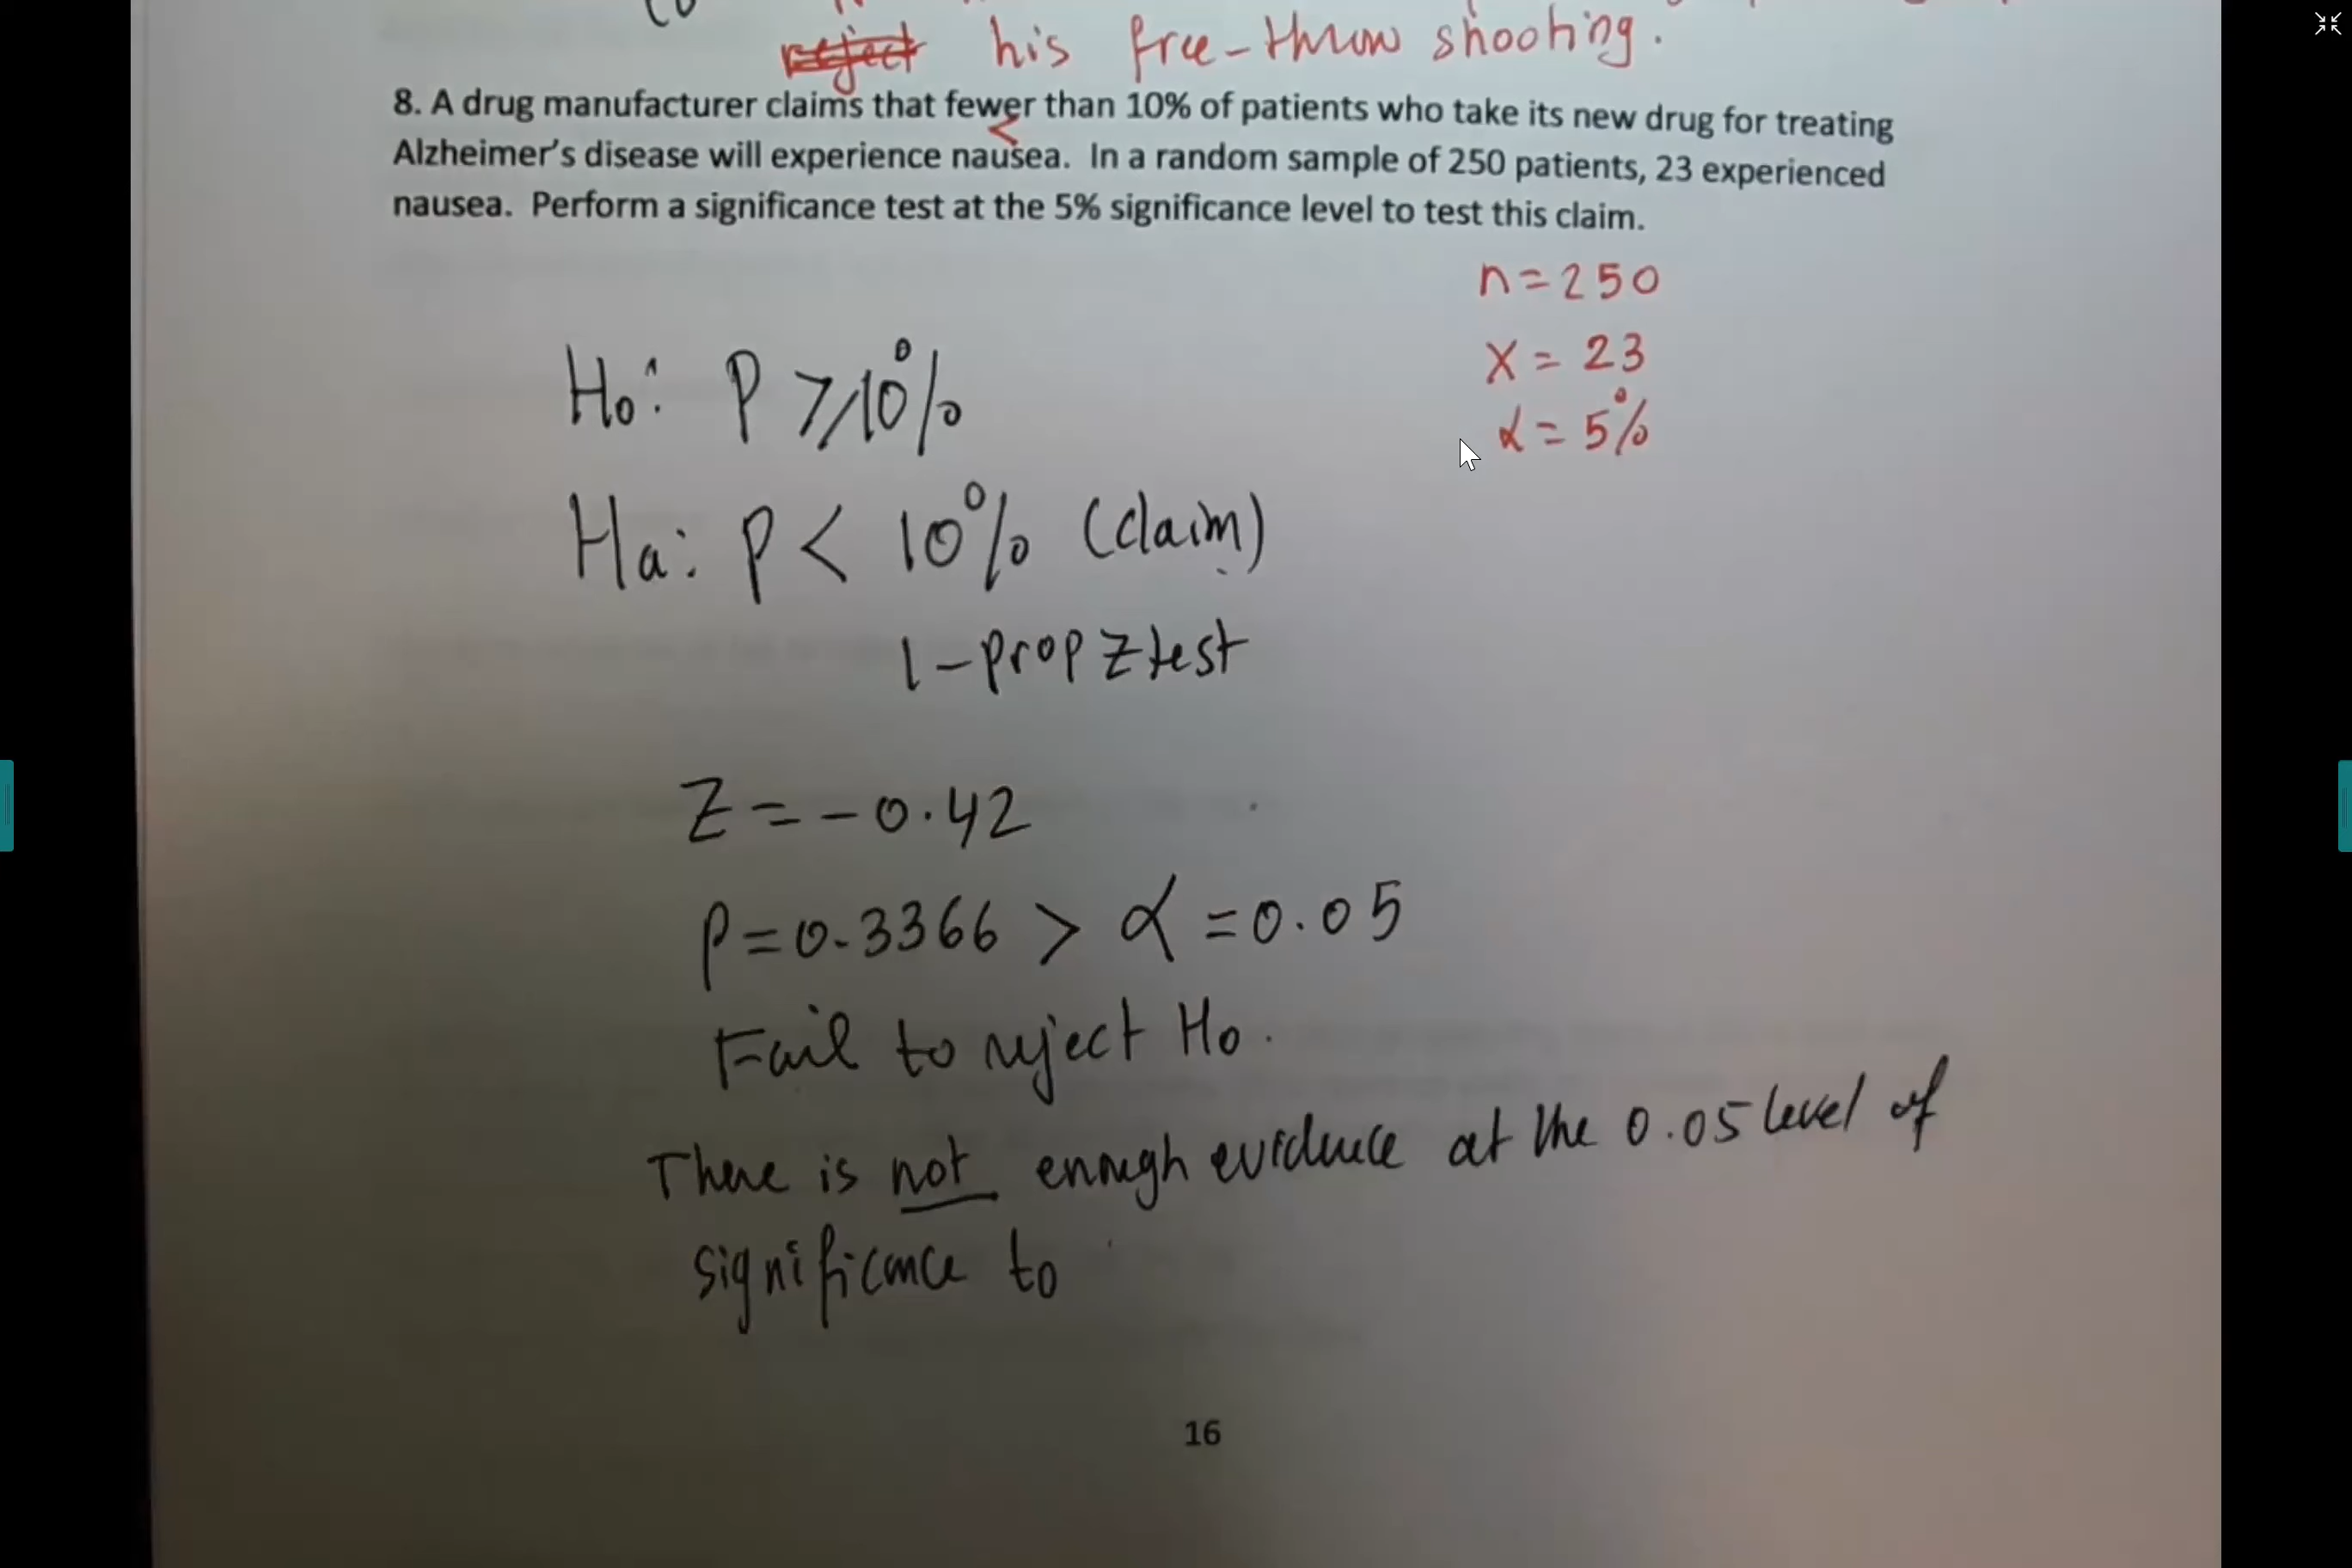 reject his free-throw shooting.
8. A drug manufacturer claims that fewer than 10% of patients who take its new drug for treating
<
Alzheimer's disease will experience nausea. In a random sample of 250 patients, 23 experienced
nausea. Perform a significance test at the 5% significance level to test this claim.
n = 250
x = 23
α = 5%
H₀: P ≥ 10%
Ha: P < 10% (claim)
1-prop Z test
Z = -0.42
p = 0.3366 > α = 0.05
Fail to reject H₀.
There is not enough evidence at the 0.05 level of
significance to
16